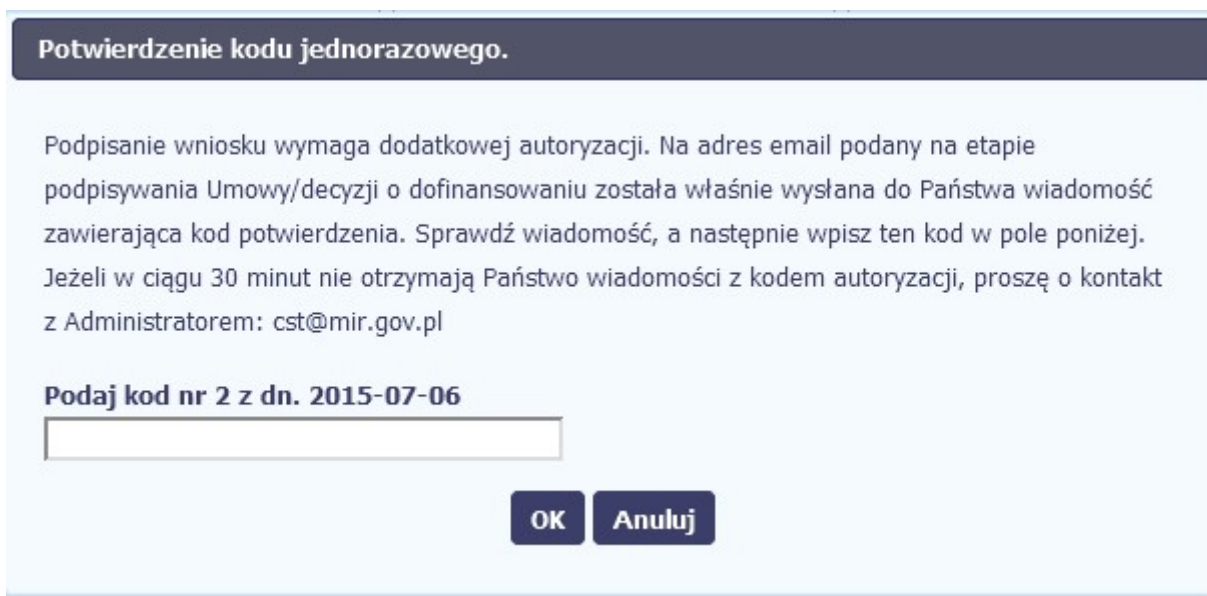 Potwierdzenie kodu jednorazowego.
Podpisanie wniosku wymaga dodatkowej autoryzacji. Na adres email podany na etapie
podpisywania Umowy/decyzji o dofinansowaniu została właśnie wysłana do Państwa wiadomość
zawierająca kod potwierdzenia. Sprawdź wiadomość, a następnie wpisz ten kod w pole poniżej.
Jeżeli w ciągu 30 minut nie otrzymają Państwo wiadomości z kodem autoryzacji, proszę o kontakt
z Administratorem: cst@mir.gov.pl
Podaj kod nr 2 z dn. 2015-07-06
OK Anuluj